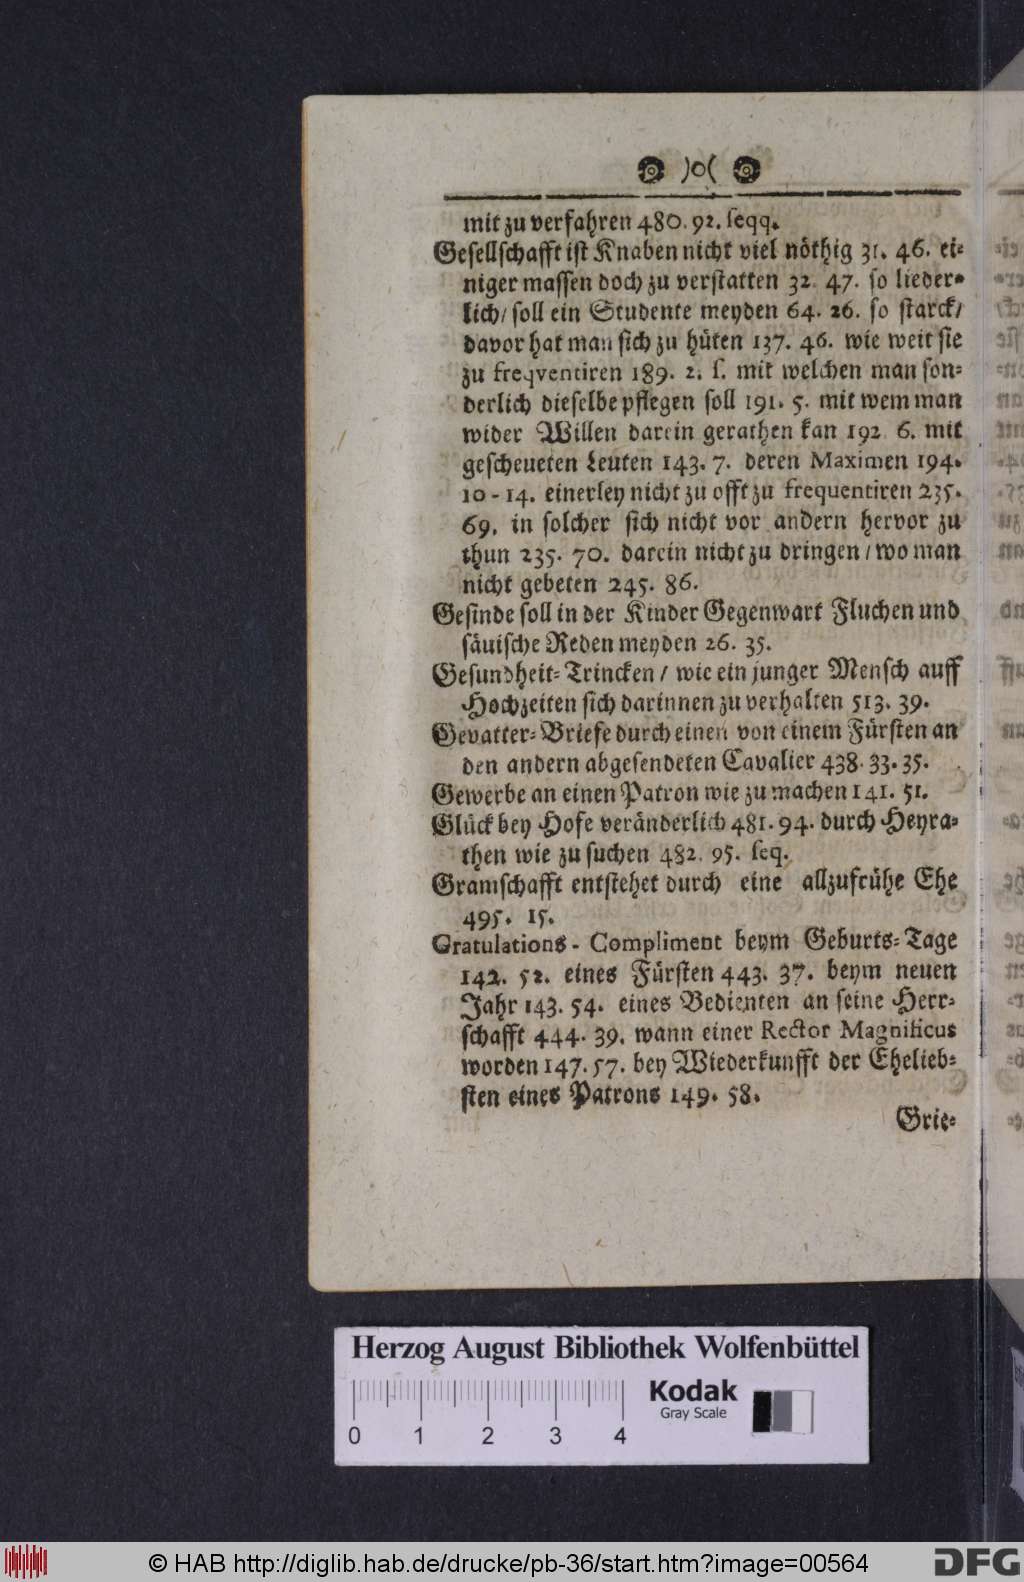 )o(
mit zu verfahren 480. 92. seqq.
Gesellschafft ist Knaben nicht viel nöthig 31. 46. ei-
niger massen doch zu verstatten 32. 47. so lieder-
lich/ soll ein Studente meyden 64. 26. so starck/
davor hat man sich zu hüten 137. 46. wie weit sie
zu freqventiren 189. 2. s. mit welchen man son-
derlich dieselbe pflegen soll 191. 5. mit wem man
wider Willen darein gerathen kan 192 6. mit
gescheueten Leuten 143. 7. deren Maximen 194.
10-14. einerley nicht zu offt zu frequentiren 235.
69. in solcher sich nicht vor andern hervor zu
thun 235. 70. darein nicht zu dringen / wo man
nicht gebeten 245. 86.
Gesinde soll in der Kinder Gegenwart Fluchen und
säuische Reden meyden 26. 35.
Gesundheit-Trincken / wie ein junger Mensch auff
Hochzeiten sich darinnen zu verhalten 513. 39.
Gevatter-Briefe durch einen von einem Fürsten an
den andern abgesendeten Cavalier 438. 33. 35.
Gewerbe an einen Patron wie zu machen 141. 51.
Glück bey Hofe veränderlich 481. 94. durch Heyra-
then wie zu suchen 482. 95. seq.
Gramschafft entstehet durch eine allzufrühe Ehe
495. 15.
Gratulations-Compliment beym Geburts-Tage
142. 52. eines Fürsten 443. 37. beym neuen
Jahr 143. 54. eines Bedienten an seine Herr-
schafft 444. 39. wann einer Rector Magnificus
worden 147. 57. bey Wiederkunfft der Ehelieb-
sten eines Patrons 149. 58.
Grie-
Herzog August Bibliothek Wolfenbüttel
0 1 2 3 4
Kodak
Gray Scale
© HAB http://diglib.hab.de/drucke/pb-36/start.htm?image=00564
DFG